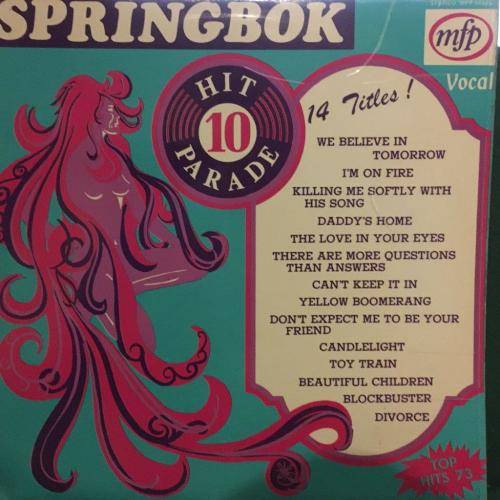 SPRINGBOK
HIT
10
PARADE
mfp
Vocal
14 Titles!
WE BELIEVE IN
TOMORROW
I'M ON FIRE
KILLING ME SOFTLY WITH
HIS SONG
DADDY'S HOME
THE LOVE IN YOUR EYES
THERE ARE MORE QUESTIONS
THAN ANSWERS
CAN'T KEEP IT IN
YELLOW BOOMERANG
DON'T EXPECT ME TO BE YOUR
FRIEND
CANDLELIGHT
TOY TRAIN
BEAUTIFUL CHILDREN
BLOCKBUSTER
DIVORCE
TOP
HITS '73